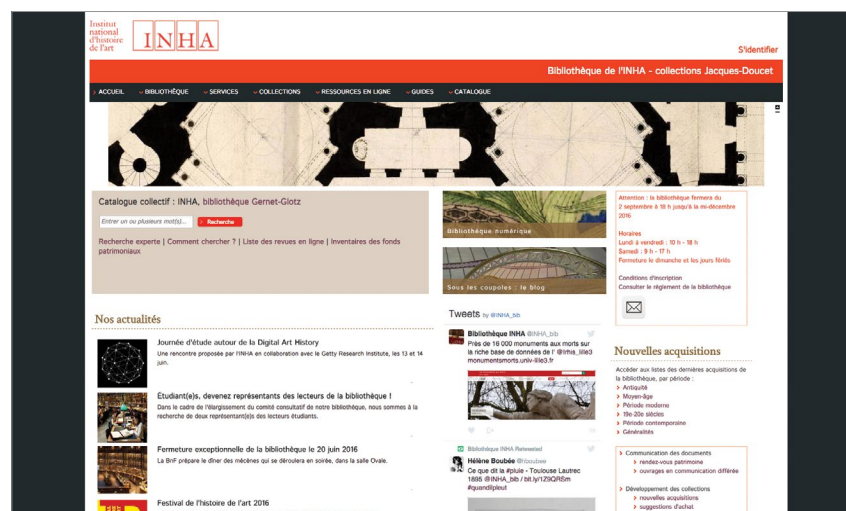 Institut
national
d'histoire
de l'art
INHA
S'identifier
Bibliothèque de l'INHA - collections Jacques-Doucet
ACCUEIL BIBLIOTHÈQUE SERVICES COLLECTIONS RESSOURCES EN LIGNE GUIDES CATALOGUE
Catalogue collectif : INHA, bibliothèque Gernet-Glotz
Entrer un ou plusieurs mot(s)... Recherche
Recherche experte | Comment chercher ? | Liste des revues en ligne | Inventaires des fonds
patrimoniaux
Bibliothèque numérique
Sous les coupoles : le blog
Attention : la bibliothèque fermera du
2 septembre à 18 h jusqu'à la mi-décembre
2016
Horaires
Lundi à vendredi : 10 h - 18 h
Samedi : 9 h - 17 h
Fermeture le dimanche et les jours fériés
Conditions d'inscription
Consulter le règlement de la bibliothèque
Nos actualités
Journée d'étude autour de la Digital Art History
Une rencontre proposée par l'INHA en collaboration avec le Getty Research Institute, les 13 et 14
juin.
Étudiant(e)s, devenez représentants des lecteurs de la bibliothèque !
Dans le cadre de l'élargissement du comité consultatif de notre bibliothèque, nous sommes à la
recherche de deux représentant(e)s des lecteurs étudiants.
Fermeture exceptionnelle de la bibliothèque le 20 juin 2016
La BnF prépare le dîner des mécènes qui se déroulera en soirée, dans la salle Ovale.
Festival de l'histoire de l'art 2016
Tweets by @INHA_bib
Bibliothèque INHA @INHA_bib
Près de 16 000 monuments aux morts sur
la riche base de données de l' @Irhis_lille3
monumentsmorts.univ-lille3.fr
Bibliothèque INHA Retweeted
Hélène Boubée @hboubee
Ce que dit la #pluie - Toulouse Lautrec
1895 @INHA_bib / bit.ly/1Z9QRSm
#quandilpleut
Nouvelles acquisitions
Accéder aux listes des dernières acquisitions de
la bibliothèque, par période :
Antiquité
Moyen-âge
Période moderne
19e-20e siècles
Période contemporaine
Généralités
Communication des documents
rendez-vous patrimoine
ouvrages en communication différée
Développement des collections
nouvelles acquisitions
suggestions d'achat